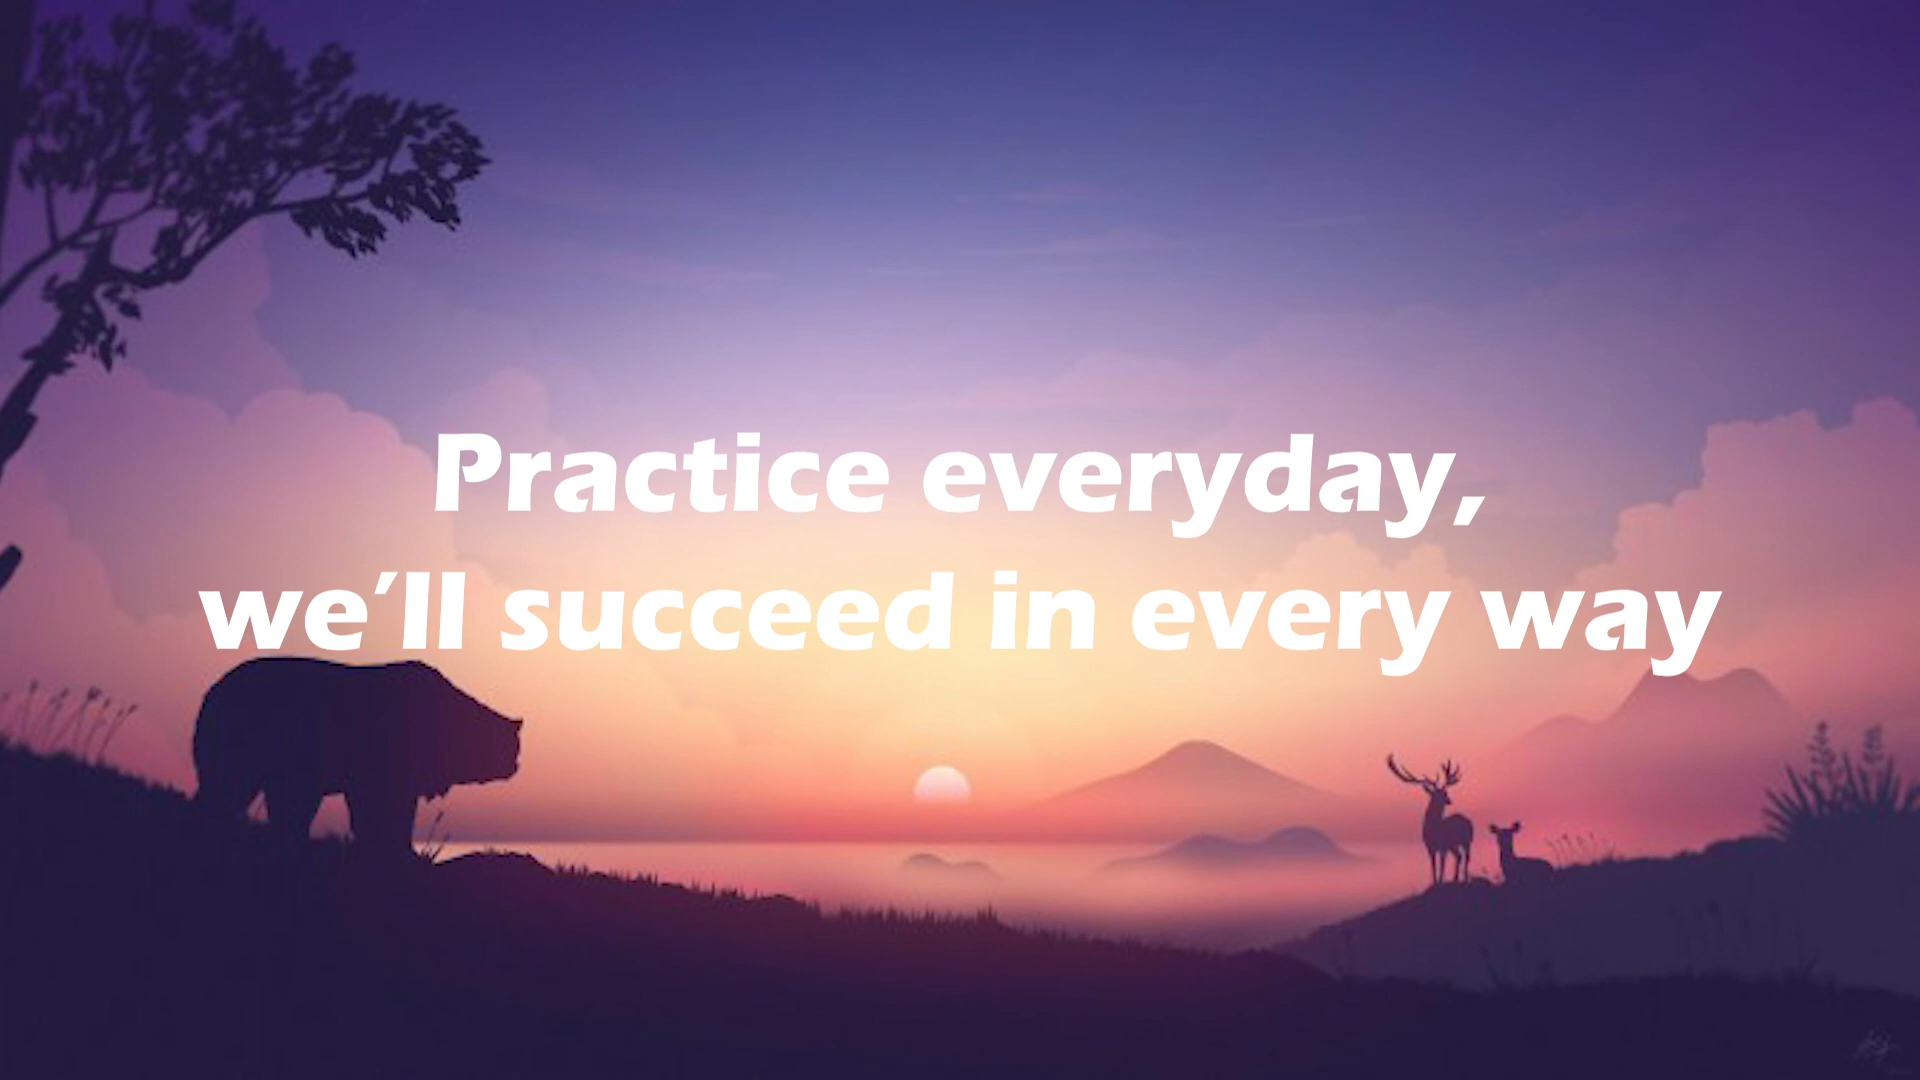 Practice everyday,
we’ll succeed in every way